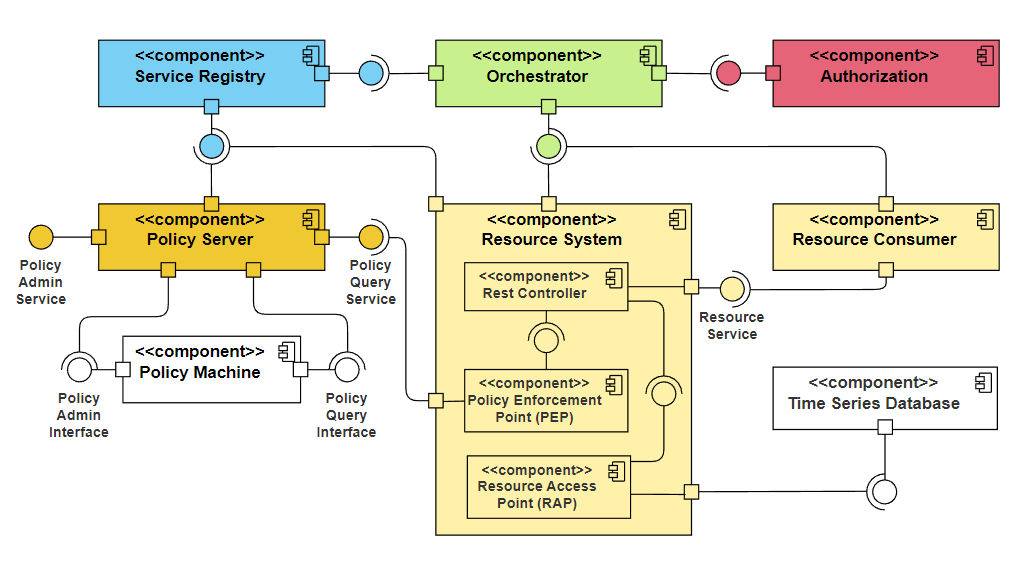 <<component>>
Service Registry
<<component>>
Orchestrator
<<component>>
Authorization
<<component>>
Policy Server
<<component>>
Resource System
<<component>>
Resource Consumer
Policy
Admin
Service
Policy
Query
Service
<<component>>
Rest Controller
Resource
Service
<<component>>
Policy Machine
Policy
Admin
Interface
Policy
Query
Interface
<<component>>
Policy Enforcement
Point (PEP)
<<component>>
Time Series Database
<<component>>
Resource Access
Point (RAP)